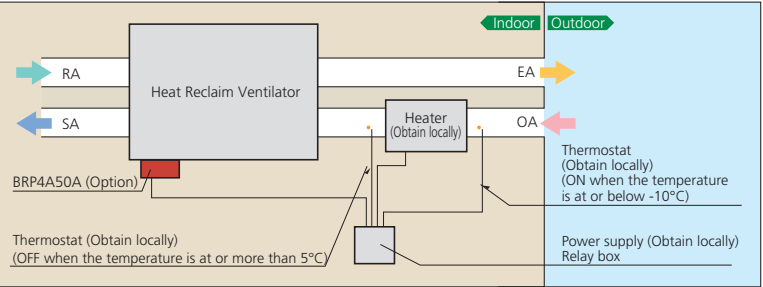 Indoor Outdoor
RA
EA
Heat Reclaim Ventilator
SA
Heater
(Obtain locally)
OA
BRP4A50A (Option)
Thermostat
(Obtain locally)
(ON when the temperature
is at or below -10°C)
Thermostat (Obtain locally)
(OFF when the temperature is at or more than 5°C)
Power supply (Obtain locally)
Relay box